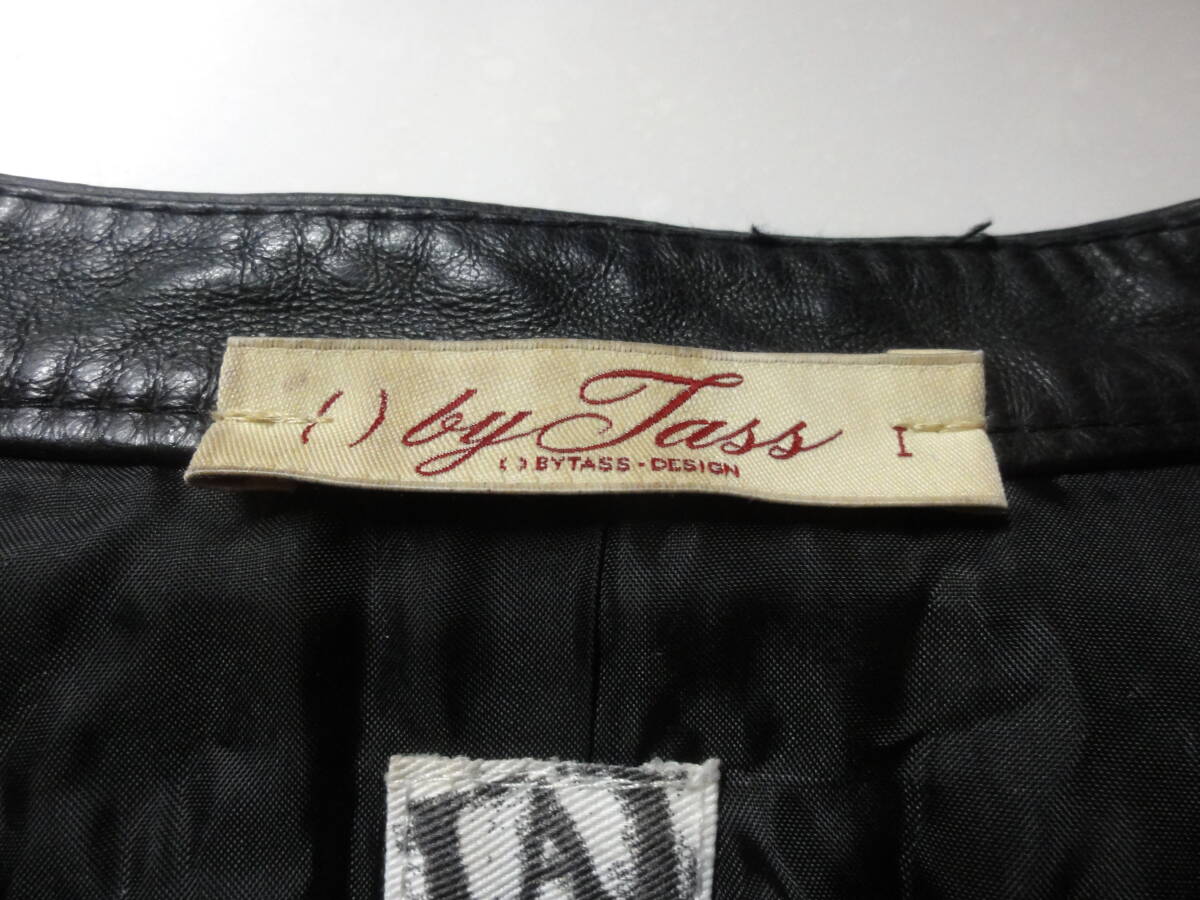 ( ) by Tass I
( ) BYTASS - DESIGN